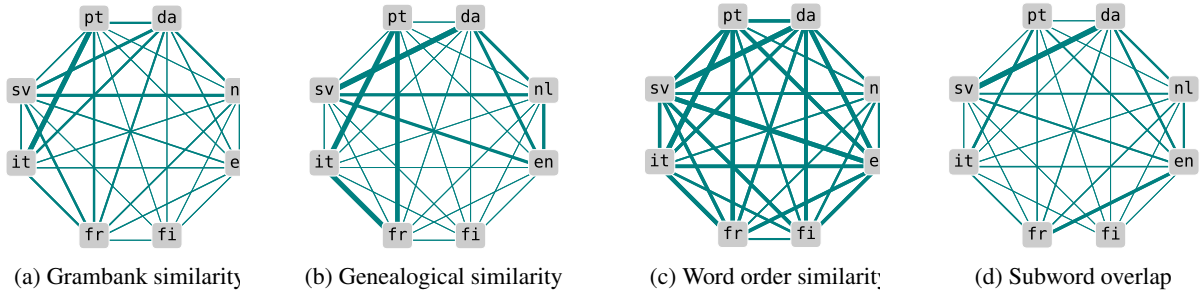 pt da
sv n
it e
fr fi
(a) Grambank similarity
pt da
sv nl
it en
fr fi
(b) Genealogical similarity
pt da
sv n
it e
fr fi
(c) Word order similarity
pt da
sv nl
it en
fr fi
(d) Subword overlap